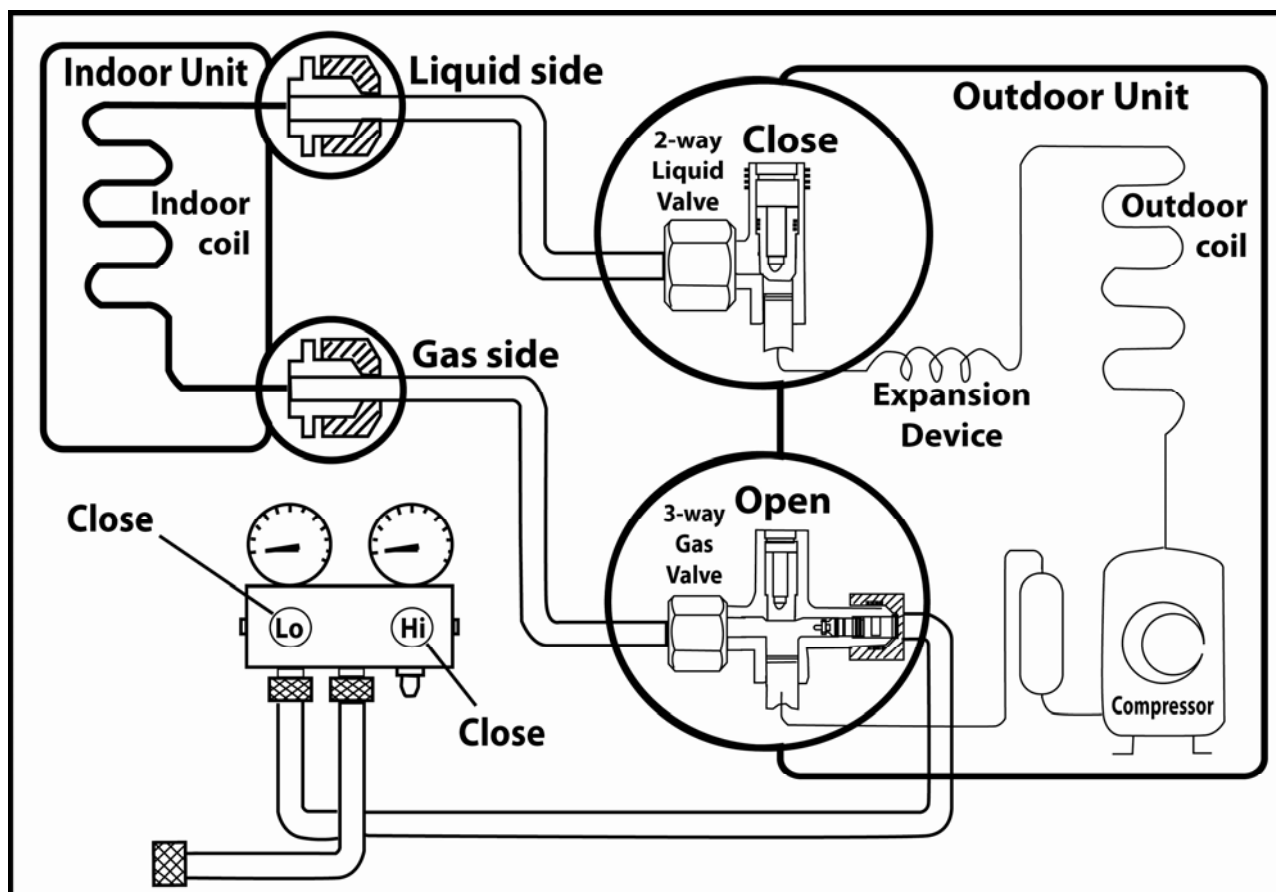 Indoor Unit
Liquid side
Outdoor Unit
2-way
Liquid
Valve
Close
Indoor
coil
Outdoor
coil
Gas side
Expansion
Device
Close
3-way
Gas
Valve
Open
Lo
Hi
Close
Compressor